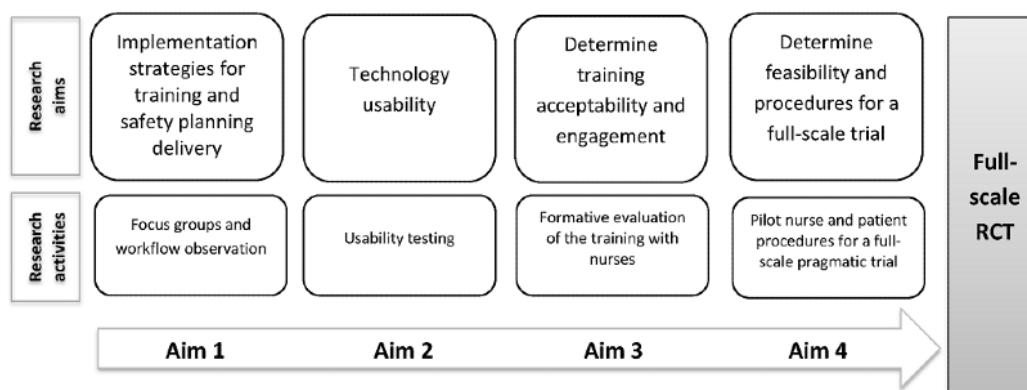 Research
aims
Implementation
strategies for
training and
safety planning
delivery
Technology
usability
Determine
training
acceptability and
engagement
Determine
feasibility and
procedures for a
full-scale trial
Research
activities
Focus groups and
workflow observation
Usability testing
Formative evaluation
of the training with
nurses
Pilot nurse and patient
procedures for a full-
scale pragmatic trial
Aim 1
Aim 2
Aim 3
Aim 4
Full-
scale
RCT